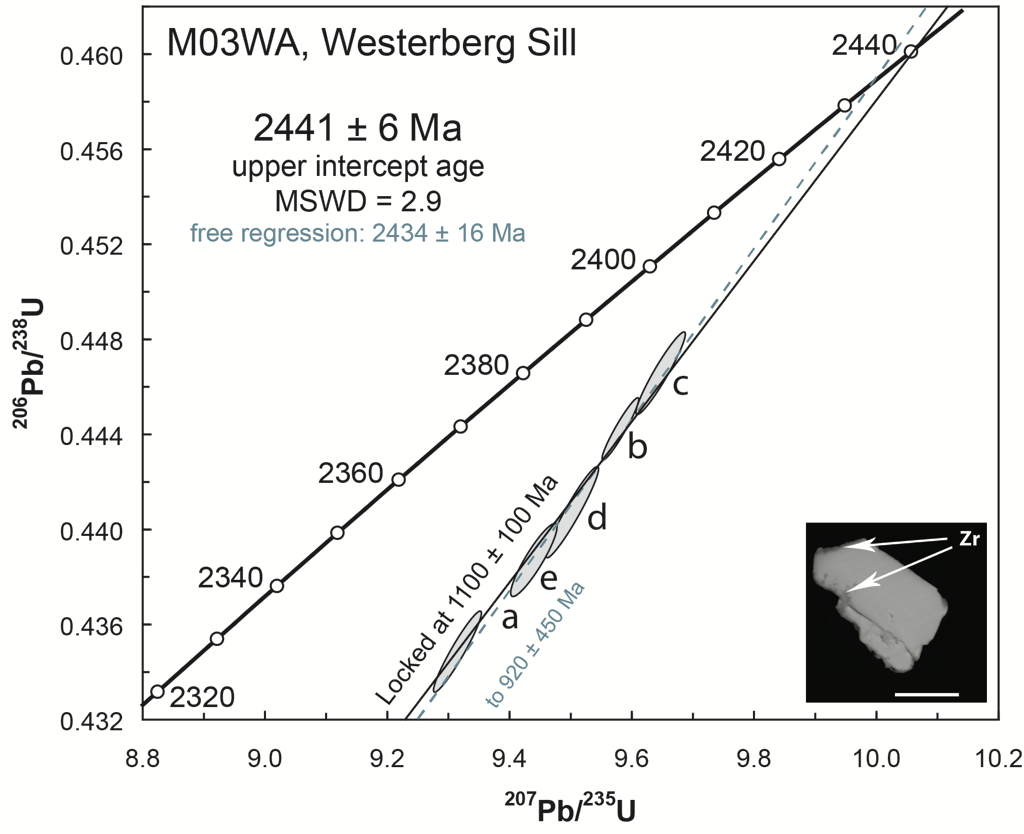 M03WA, Westerberg Sill
2441 ± 6 Ma
upper intercept age
MSWD = 2.9
free regression: 2434 ± 16 Ma
206Pb/238U
0.460
0.456
0.452
0.448
0.444
0.440
0.436
0.432
2440
2420
2400
2380
2360
2340
2320
c
b
d
e
a
Locked at 1100 ± 100 Ma
to 920 ± 450 Ma
Zr
8.8 9.0 9.2 9.4 9.6 9.8 10.0 10.2
207Pb/235U